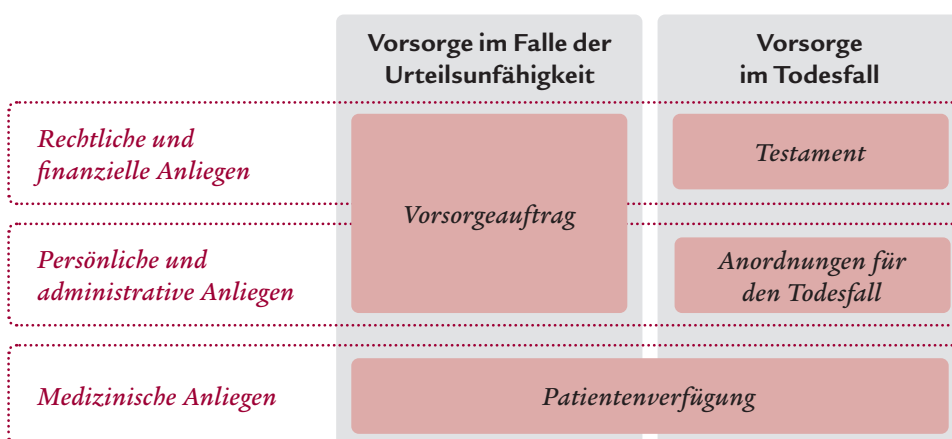 Vorsorge im Falle der
Urteilsunfähigkeit
Vorsorge
im Todesfall
Rechtliche und
finanzielle Anliegen
Testament
Vorsorgeauftrag
Persönliche und
administrative Anliegen
Anordnungen für
den Todesfall
Medizinische Anliegen
Patientenverfügung